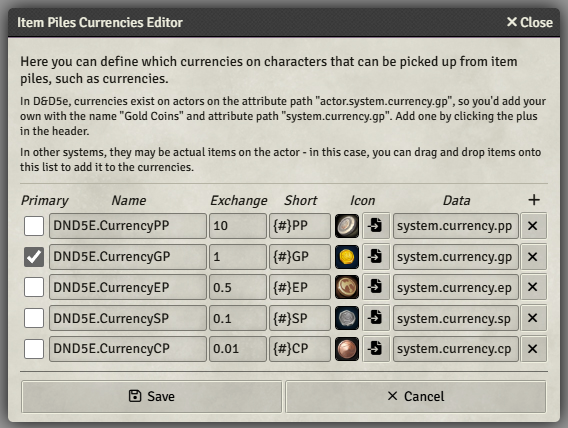 Item Piles Currencies Editor ✕ Close
Here you can define which currencies on characters that can be picked up from item
piles, such as currencies.
In D&D5e, currencies exist on actors on the attribute path "actor.system.currency.gp", so you'd add your
own with the name "Gold Coins" and attribute path "system.currency.gp". Add one by clicking the plus
in the header.
In other systems, they may be actual items on the actor - in this case, you can drag and drop items onto
this list to add it to the currencies.
Primary Name Exchange Short Icon Data +
DND5E.CurrencyPP 10 {#}PP system.currency.pp ✕
DND5E.CurrencyGP 1 {#}GP system.currency.gp ✕
DND5E.CurrencyEP 0.5 {#}EP system.currency.ep ✕
DND5E.CurrencySP 0.1 {#}SP system.currency.sp ✕
DND5E.CurrencyCP 0.01 {#}CP system.currency.cp ✕
Save ✕ Cancel